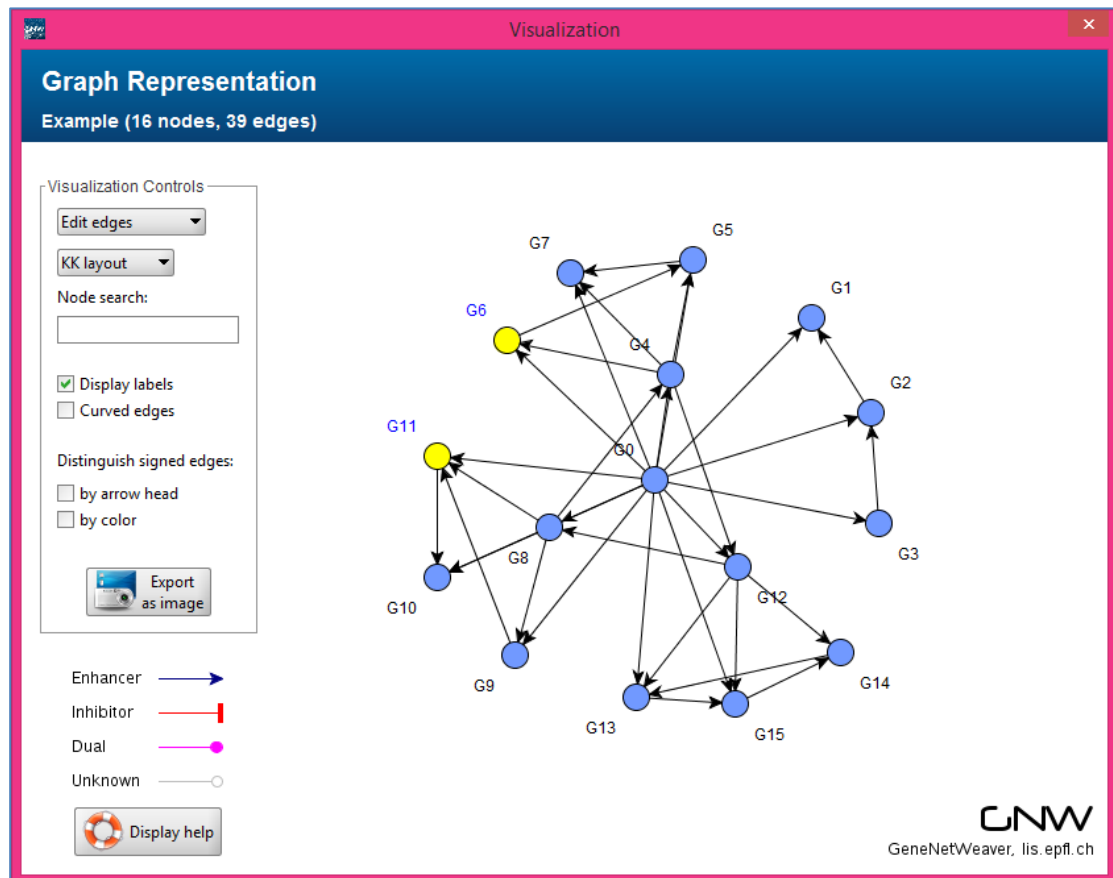 Visualization
Graph Representation
Example (16 nodes, 39 edges)
Visualization Controls
Edit edges
KK layout
Node search:
Display labels
Curved edges
Distinguish signed edges:
by arrow head
by color
Export
as image
Enhancer
Inhibitor
Dual
Unknown
Display help
G5
G7
G1
G6
G4
G2
G11
G0
G3
G8
G10
G12
G9
G14
G13
G15
GNW
GeneNetWeaver, lis.epfl.ch